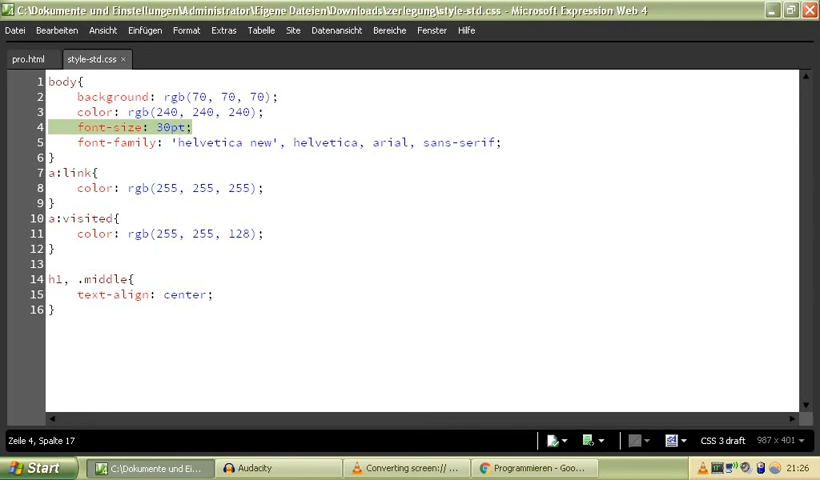 C:\Dokumente und Einstellungen\Administrator\Eigene Dateien\Downloads\zerlegung\style-std.css - Microsoft Expression Web 4
Datei Bearbeiten Ansicht Einfügen Format Extras Tabelle Site Datenansicht Bereiche Fenster Hilfe
pro.html style-std.css ×
1 body{
2 background: rgb(70, 70, 70);
3 color: rgb(240, 240, 240);
4 font-size: 30pt;
5 font-family: 'helvetica new', helvetica, arial, sans-serif;
6 }
7 a:link{
8 color: rgb(255, 255, 255);
9 }
10 a:visited{
11 color: rgb(255, 255, 128);
12 }
13
14 h1, .middle{
15 text-align: center;
16 }
Zeile 4, Spalte 17 CSS 3 draft 987 x 401
Start C:\Dokumente und Ei... Audacity Converting screen:// ... Programmieren - Goo... 21:26